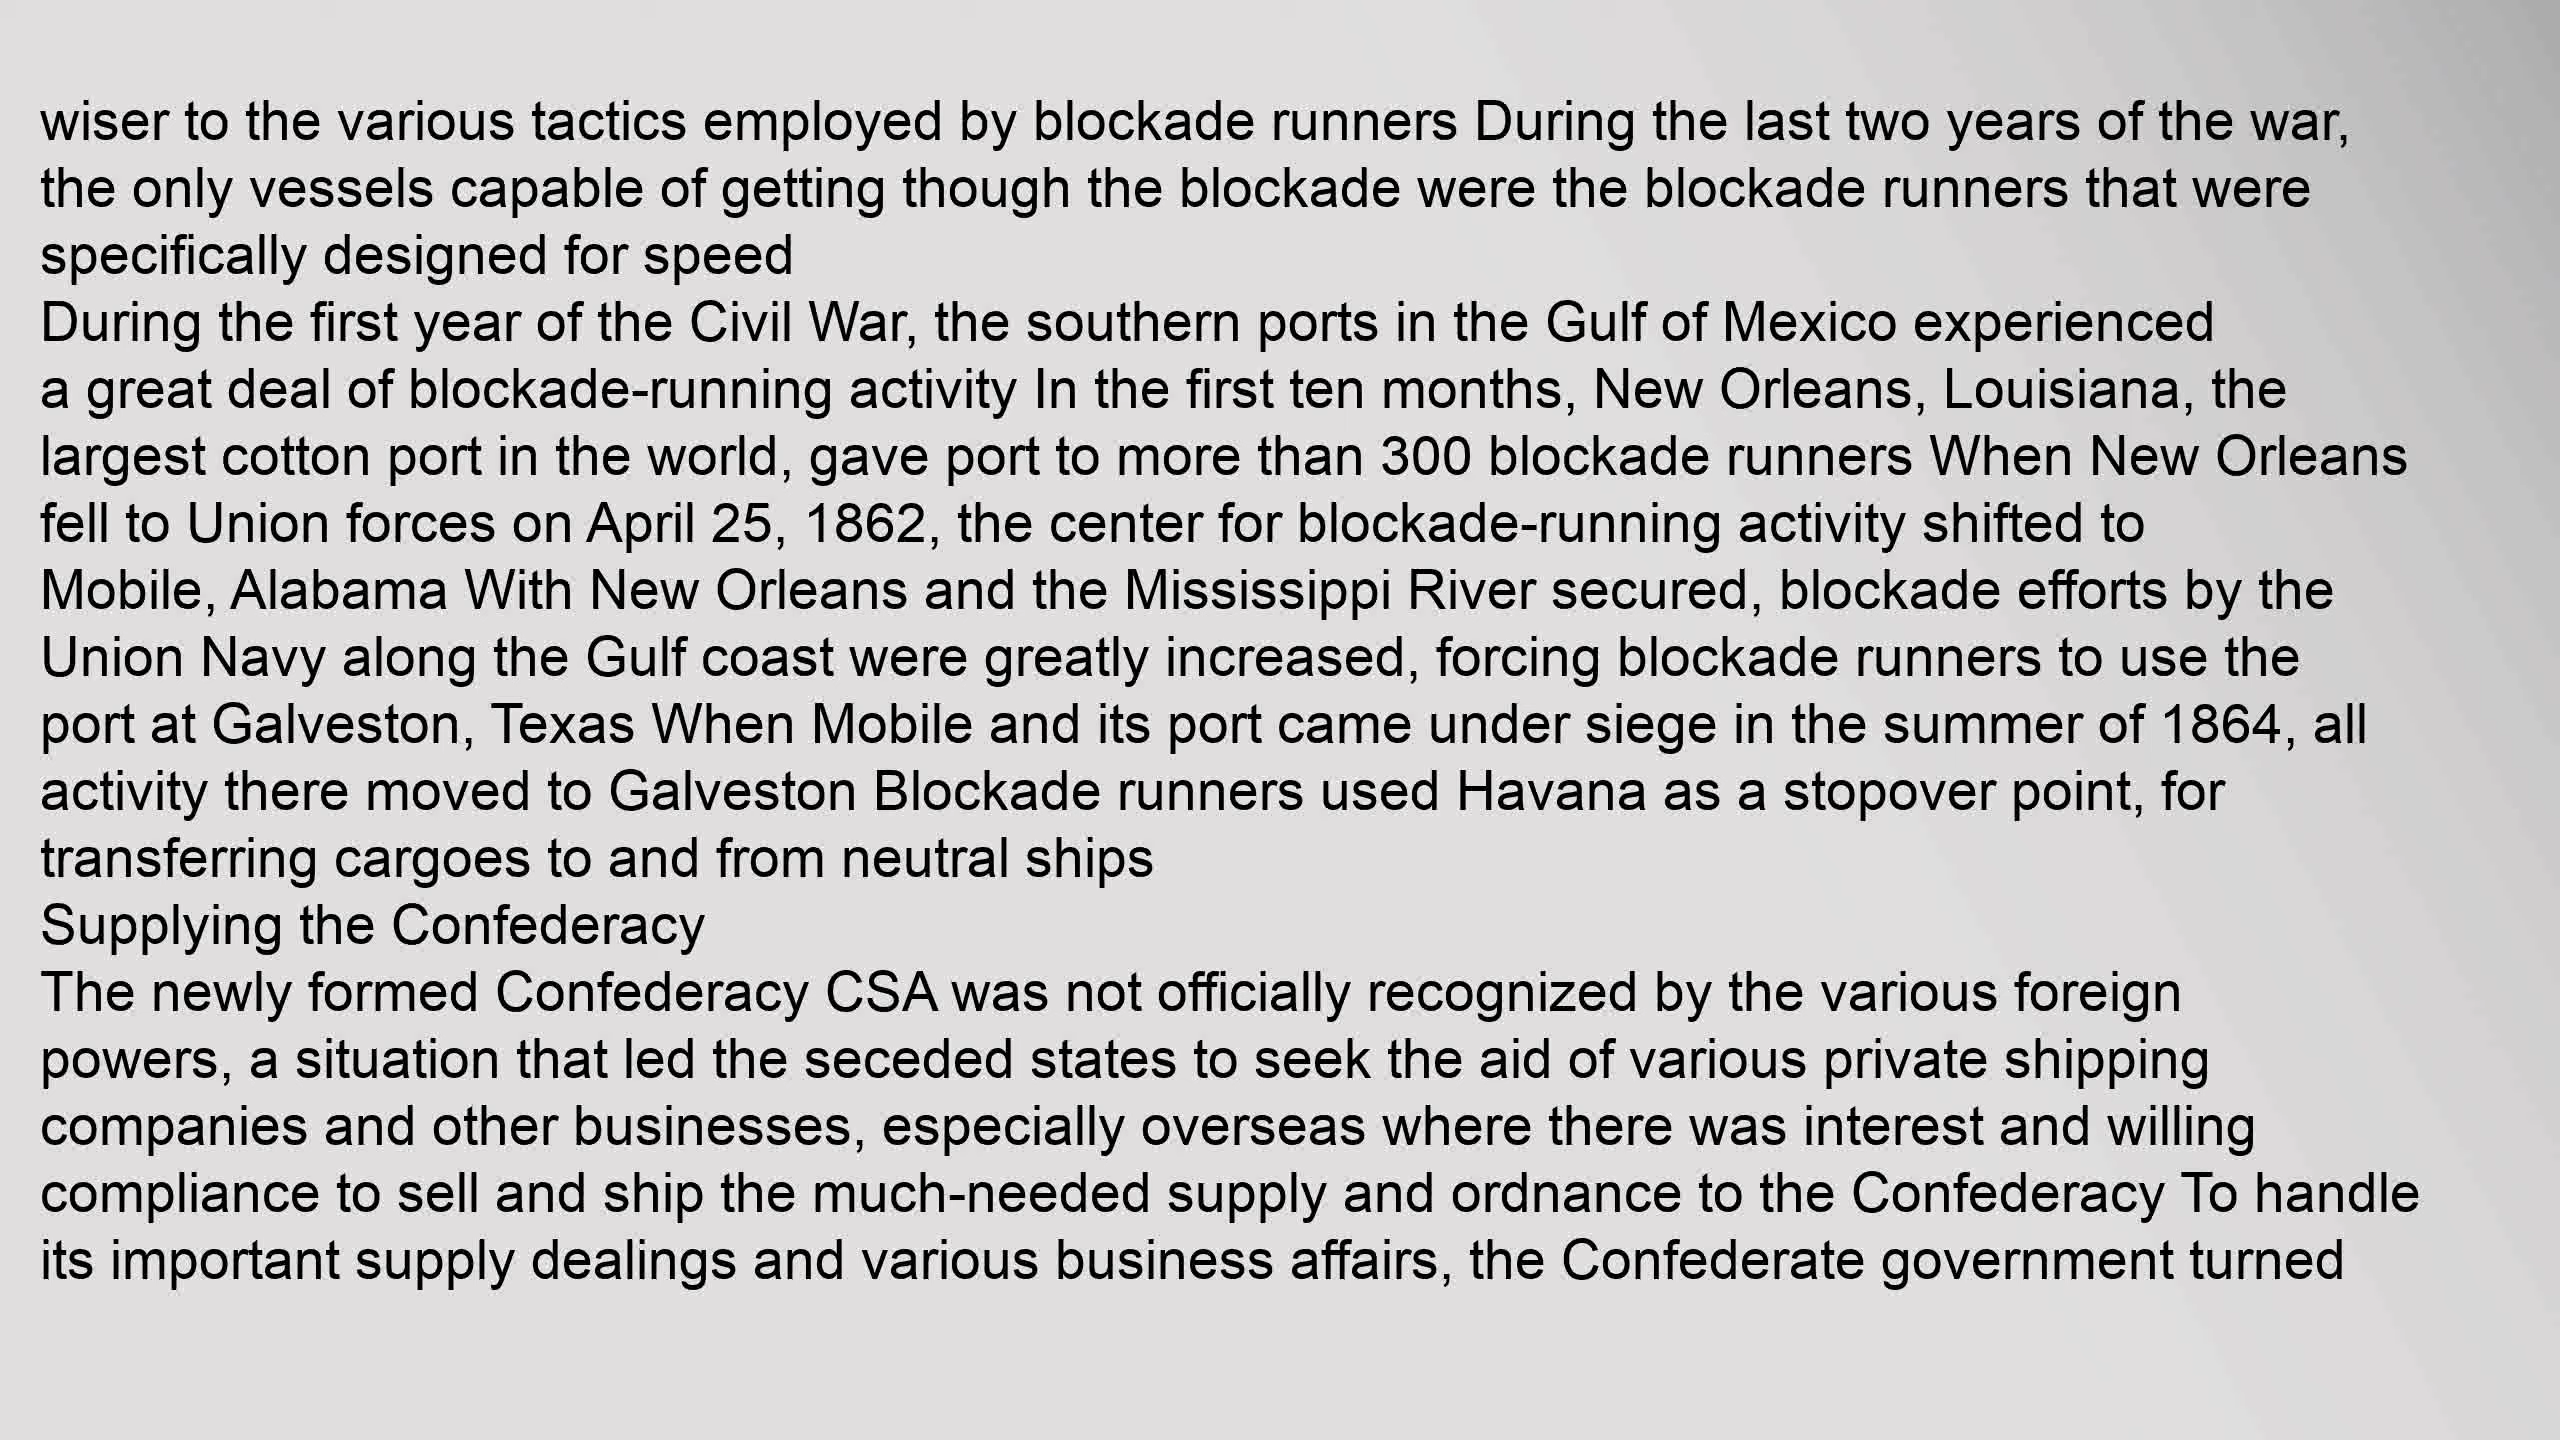 wiser to the various tactics employed by blockade runners During the last two years of the war,
the only vessels capable of getting though the blockade were the blockade runners that were
specifically designed for speed
During the first year of the Civil War, the southern ports in the Gulf of Mexico experienced
a great deal of blockade-running activity In the first ten months, New Orleans, Louisiana, the
largest cotton port in the world, gave port to more than 300 blockade runners When New Orleans
fell to Union forces on April 25, 1862, the center for blockade-running activity shifted to
Mobile, Alabama With New Orleans and the Mississippi River secured, blockade efforts by the
Union Navy along the Gulf coast were greatly increased, forcing blockade runners to use the
port at Galveston, Texas When Mobile and its port came under siege in the summer of 1864, all
activity there moved to Galveston Blockade runners used Havana as a stopover point, for
transferring cargoes to and from neutral ships
Supplying the Confederacy
The newly formed Confederacy CSA was not officially recognized by the various foreign
powers, a situation that led the seceded states to seek the aid of various private shipping
companies and other businesses, especially overseas where there was interest and willing
compliance to sell and ship the much-needed supply and ordnance to the Confederacy To handle
its important supply dealings and various business affairs, the Confederate government turned